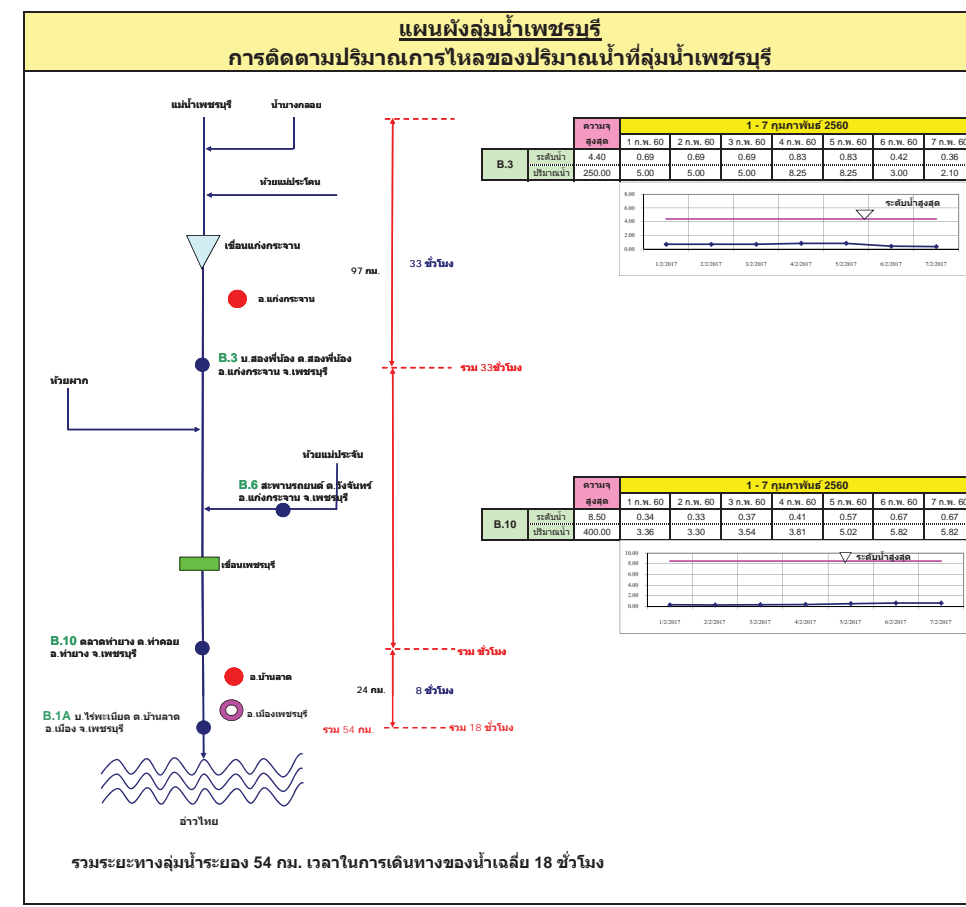 แผนผังลุ่มน้ำเพชรบุรี
การติดตามปริมาณการไหลของปริมาณน้ำที่ลุ่มน้ำเพชรบุรี
แม่น้ำเพชรบุรี น้ำบางกลอย
ห้วยแม่ประโดน
เขื่อนแก่งกระจาน
97 กม. 33 ชั่วโมง
อ.แก่งกระจาน
B.3 บ.สองพี่น้อง ต.สองพี่น้อง
อ.แก่งกระจาน จ.เพชรบุรี
รวม 33ชั่วโมง
ห้วยผาก
ห้วยแม่ประจัน
B.6 สะพานรถยนต์ ต.วังจันทร์
อ.แก่งกระจาน จ.เพชรบุรี
เขื่อนเพชรบุรี
B.10 ตลาดท่ายาง ต.ท่าคอย
อ.ท่ายาง จ.เพชรบุรี
รวม ชั่วโมง
อ.บ้านลาด
24 กม. 8 ชั่วโมง
อ.เมืองเพชรบุรี
B.1A บ.ไร่พะเนียด ต.บ้านลาด
อ.เมือง จ.เพชรบุรี
รวม 54 กม. รวม 18 ชั่วโมง
อ่าวไทย
รวมระยะทางลุ่มน้ำระยอง 54 กม. เวลาในการเดินทางของน้ำเฉลี่ย 18 ชั่วโมง
ความจุ 1 - 7 กุมภาพันธ์ 2560
สูงสุด 1 ก.พ. 60 2 ก.พ. 60 3 ก.พ. 60 4 ก.พ. 60 5 ก.พ. 60 6 ก.พ. 60 7 ก.พ. 60
B.3 ระดับน้ำ 4.40 0.69 0.69 0.69 0.83 0.83 0.42 0.36
ปริมาณน้ำ 250.00 5.00 5.00 5.00 8.25 8.25 3.00 2.10
8.00
6.00
4.00
2.00
0.00
ระดับน้ำสูงสุด
1/2/2017 2/2/2017 3/2/2017 4/2/2017 5/2/2017 6/2/2017 7/2/2017
ความจุ 1 - 7 กุมภาพันธ์ 2560
สูงสุด 1 ก.พ. 60 2 ก.พ. 60 3 ก.พ. 60 4 ก.พ. 60 5 ก.พ. 60 6 ก.พ. 60 7 ก.พ. 60
B.10 ระดับน้ำ 8.50 0.34 0.33 0.37 0.41 0.57 0.67 0.67
ปริมาณน้ำ 400.00 3.36 3.30 3.54 3.81 5.02 5.82 5.82
10.00
8.00
6.00
4.00
2.00
0.00
ระดับน้ำสูงสุด
1/2/2017 2/2/2017 3/2/2017 4/2/2017 5/2/2017 6/2/2017 7/2/2017